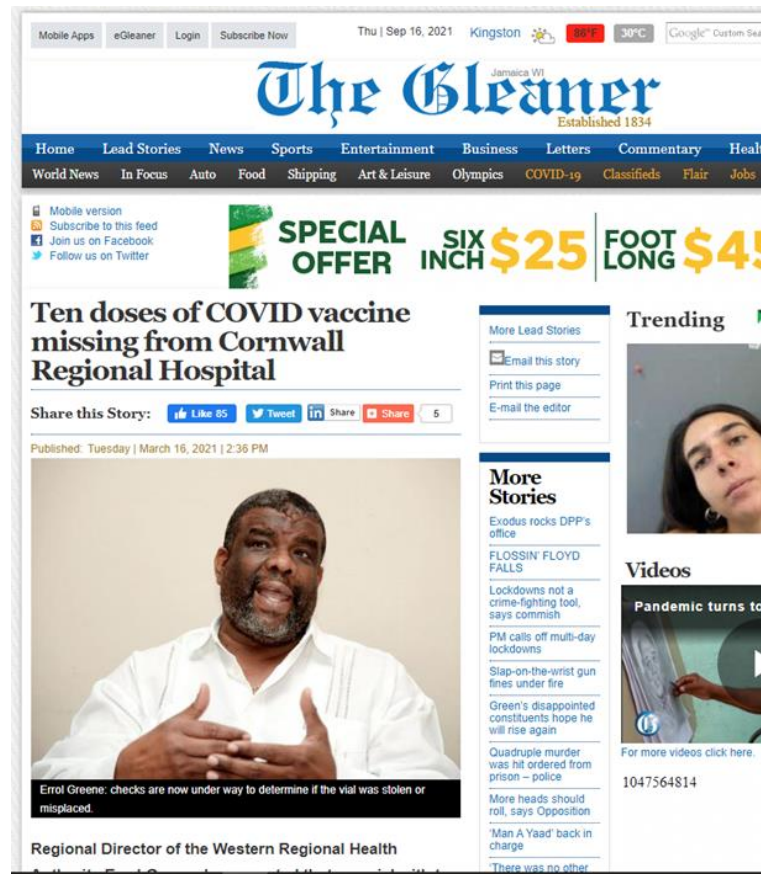 Mobile Apps eGleaner Login Subscribe Now Thu | Sep 16, 2021 Kingston 86°F 30°C Google™ Custom
The Gleaner
Jamaica WI
Established 1834
Home Lead Stories News Sports Entertainment Business Letters Commentary
World News In Focus Auto Food Shipping Art & Leisure Olympics COVID-19 Classifieds Flair Jobs
Mobile version
Subscribe to this feed
Join us on Facebook
Follow us on Twitter
SPECIAL OFFER SIX INCH $25 FOOT LONG
Ten doses of COVID vaccine
missing from Cornwall
Regional Hospital
Share this Story: Like 85 Tweet Share Share 5
Published: Tuesday | March 16, 2021 | 2:36 PM
Errol Greene: checks are now under way to determine if the vial was stolen or
misplaced.
Regional Director of the Western Regional Health
More Lead Stories
Email this story
Print this page
E-mail the editor
More
Stories
Exodus rocks DPP's
office
FLOSSIN' FLOYD
FALLS
Lockdowns not a
crime-fighting tool,
says commish
PM calls off multi-day
lockdowns
Slap-on-the-wrist gun
fines under fire
Green's disappointed
constituents hope he
will rise again
Quadruple murder
was hit ordered from
prison – police
More heads should
roll, says Opposition
'Man A Yaad' back in
charge
'There was no other
Trending
Videos
Pandemic turns to
For more videos click here.
1047564814